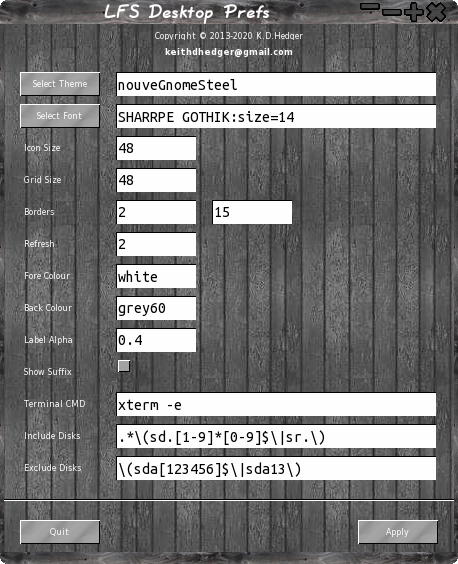 LFS Desktop Prefs
Copyright © 2013-2020 K.D.Hedger
keithdhedger@gmail.com
Select Theme nouveGnomeSteel
Select Font SHARRPE GOTHIK:size=14
Icon Size 48
Grid Size 48
Borders 2 15
Refresh 2
Fore Colour white
Back Colour grey60
Label Alpha 0.4
Show Suffix
Terminal CMD xterm -e
Include Disks .*\(sd.[1-9]*[0-9]$\|sr.\)
Exclude Disks \(sda[123456]$\|sda13\)
Quit Apply